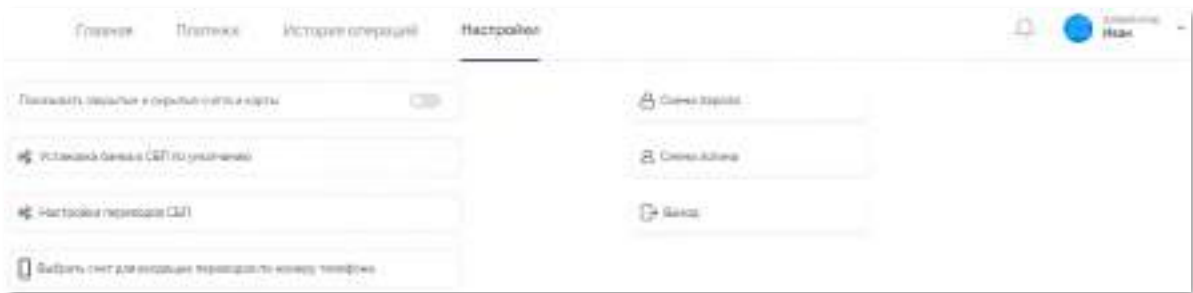 Главная Платежи История операций Настройки
Иван
Показывать закрытые и скрытые счета и карты
Установка банка в СБП по умолчанию
Настройка переводов СБП
Выбрать счет для входящих переводов по номеру телефона
Смена пароля
Смена логина
Выход